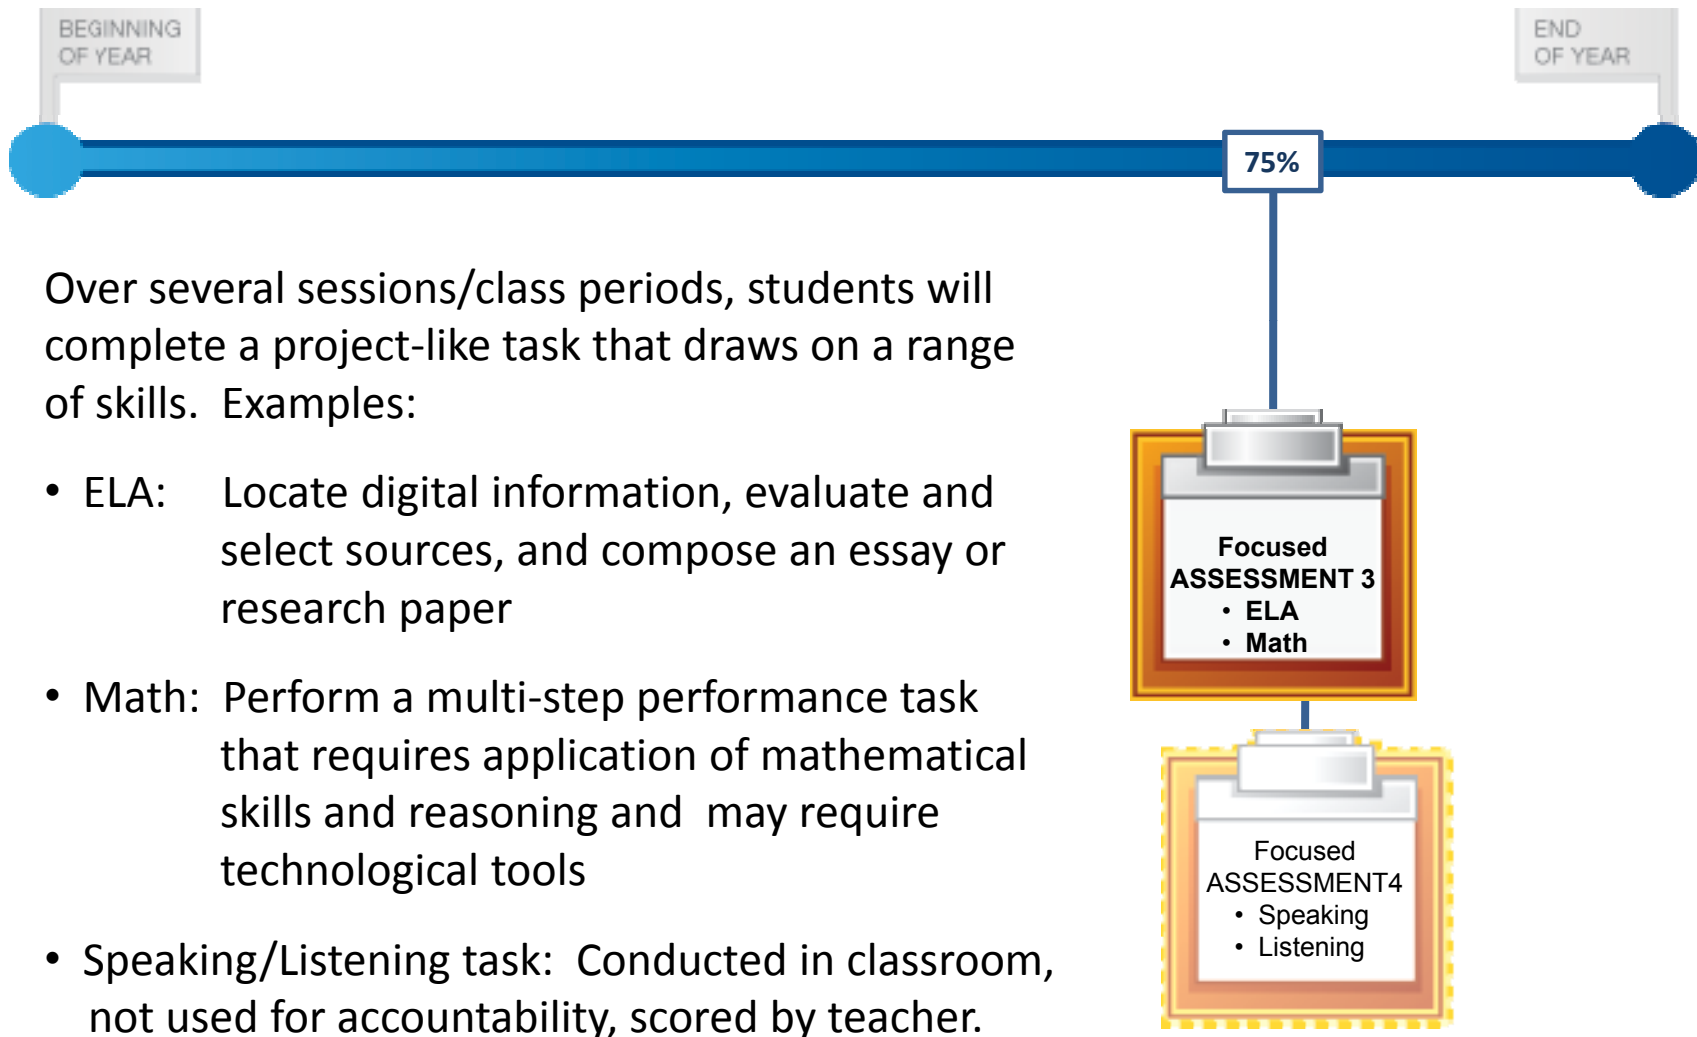 BEGINNING
OF YEAR
END
OF YEAR
75%
Over several sessions/class periods, students will
complete a project-like task that draws on a range
of skills.  Examples:
• ELA:     Locate digital information, evaluate and
select sources, and compose an essay or
research paper
• Math:  Perform a multi-step performance task
that requires application of mathematical
skills and reasoning and  may require
technological tools
• Speaking/Listening task:  Conducted in classroom,
not used for accountability, scored by teacher.
Focused
ASSESSMENT 3
• ELA
• Math
Focused
ASSESSMENT4
• Speaking
• Listening